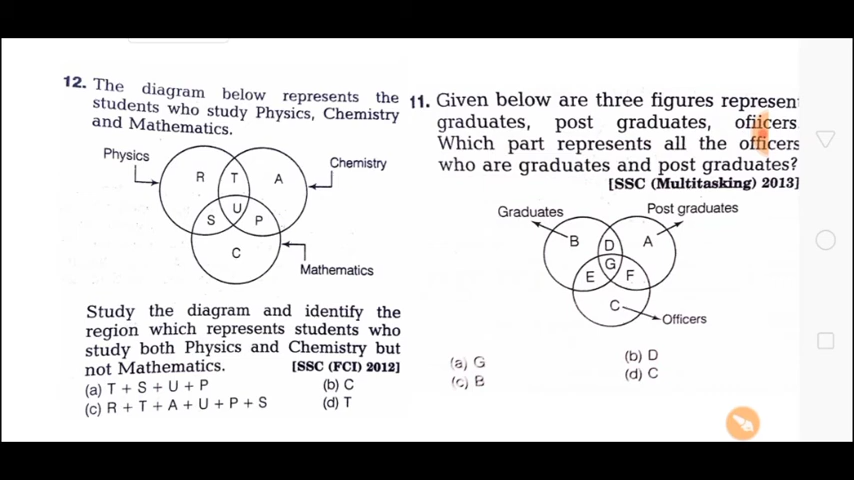 12. The diagram below represents the
students who study Physics, Chemistry
and Mathematics.
Physics
R
T
A
Chemistry
S
U
P
C
Mathematics
Study the diagram and identify the
region which represents students who
study both Physics and Chemistry but
not Mathematics. [SSC (FCI) 2012]
(a) T + S + U + P (b) C
(c) R + T + A + U + P + S (d) T
11. Given below are three figures represen
graduates, post graduates, officers
Which part represents all the officers
who are graduates and post graduates?
[SSC (Multitasking) 2013]
Graduates Post graduates
B
D
A
G
E
F
C
Officers
(a) G (b) D
(c) B (d) C